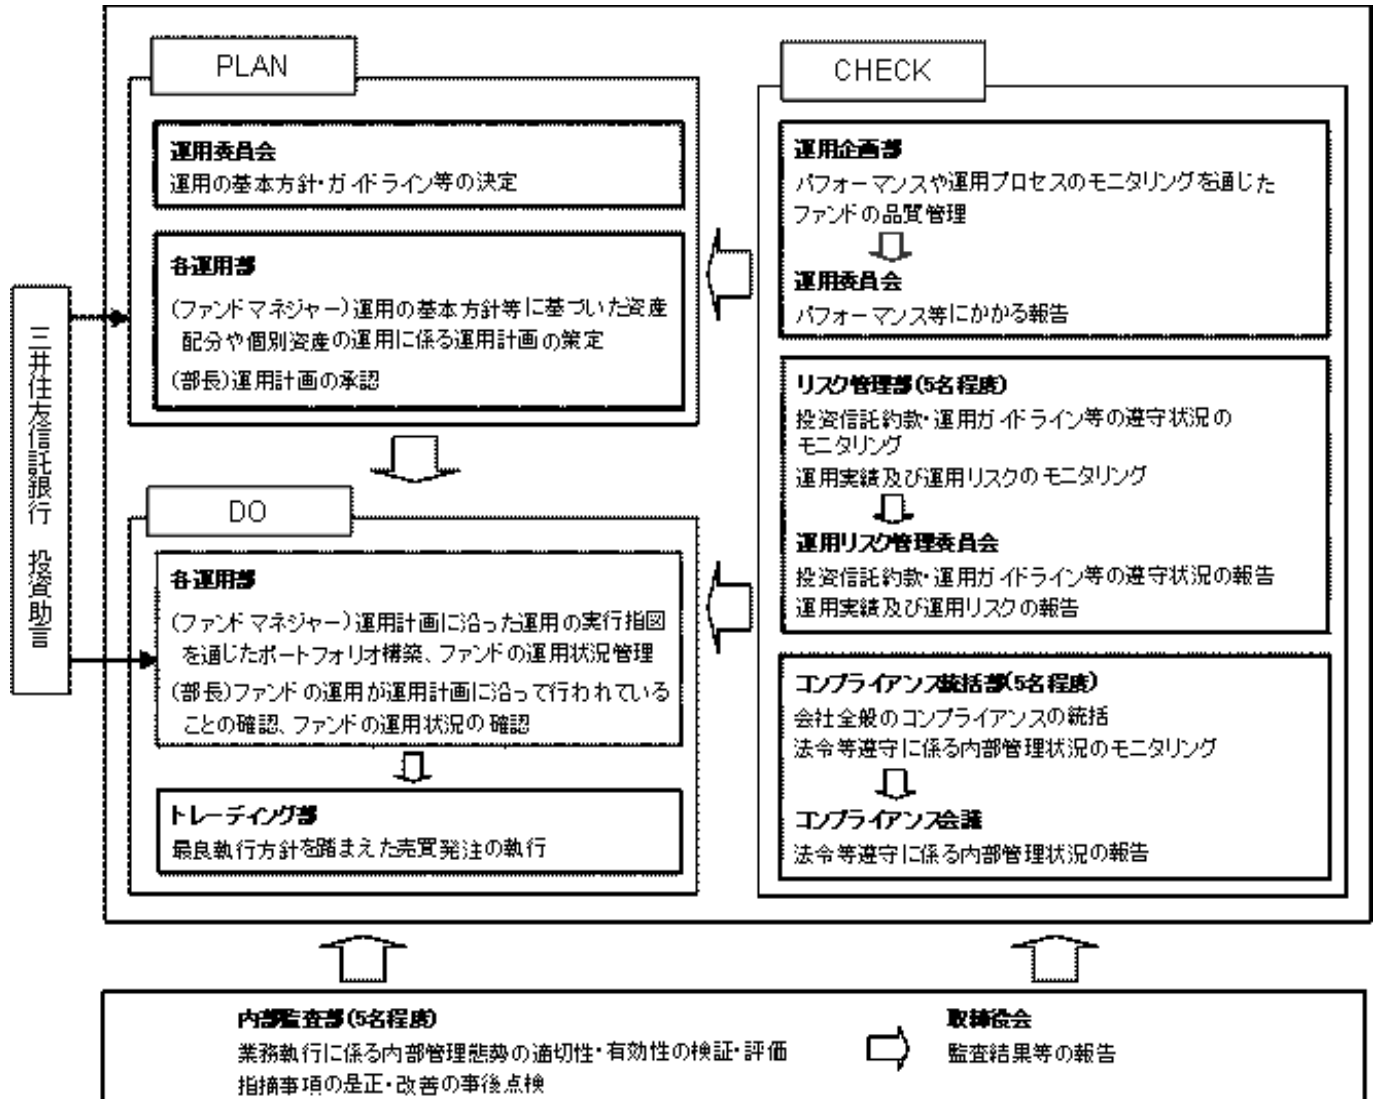 三井住友信託銀行　投資助言
PLAN
運用委員会
運用の基本方針・ガイドライン等の決定
各運用部
(ファンドマネジャー)運用の基本方針等に基づいた資産
配分や個別資産の運用に係る運用計画の策定
(部長)運用計画の承認
DO
各運用部
(ファンドマネジャー)運用計画に沿った運用の実行指図
を通じたポートフォリオ構築、ファンドの運用状況管理
(部長)ファンドの運用が運用計画に沿って行われている
ことの確認、ファンドの運用状況の確認
トレーディング部
最良執行方針を踏まえた売買発注の執行
CHECK
運用企画部
パフォーマンスや運用プロセスのモニタリングを通じた
ファンドの品質管理
運用委員会
パフォーマンス等にかかる報告
リスク管理部(5名程度)
投資信託約款・運用ガイドライン等の遵守状況の
モニタリング
運用実績及び運用リスクのモニタリング
運用リスク管理委員会
投資信託約款・運用ガイドライン等の遵守状況の報告
運用実績及び運用リスクの報告
コンプライアンス統括部(5名程度)
会社全般のコンプライアンスの統括
法令等遵守に係る内部管理状況のモニタリング
コンプライアンス会議
法令等遵守に係る内部管理状況の報告
内部監査部(5名程度)
業務執行に係る内部管理態勢の適切性・有効性の検証・評価
指摘事項の是正・改善の事後点検
取締役会
監査結果等の報告